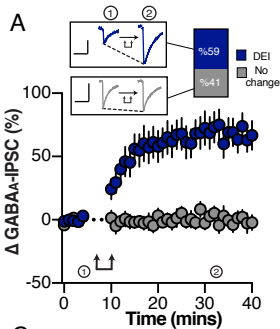 A
① ②
%59
%41
DEI
No
change
Δ GABAA-IPSC (%)
100
50
0
-50
① ②
0 10 20 30 40
Time (mins)